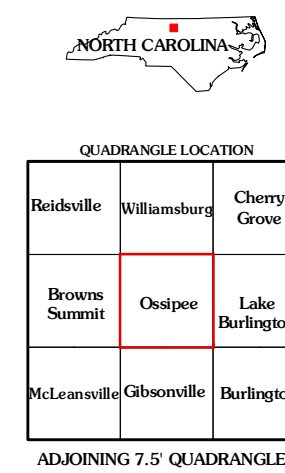 NORTH CAROLINA
QUADRANGLE LOCATION
Reidsville
Williamsburg
Cherry
Grove
Browns
Summit
Ossipee
Lake
Burlingto
McLeansville
Gibsonville
Burlingto
ADJOINING 7.5' QUADRANGLE